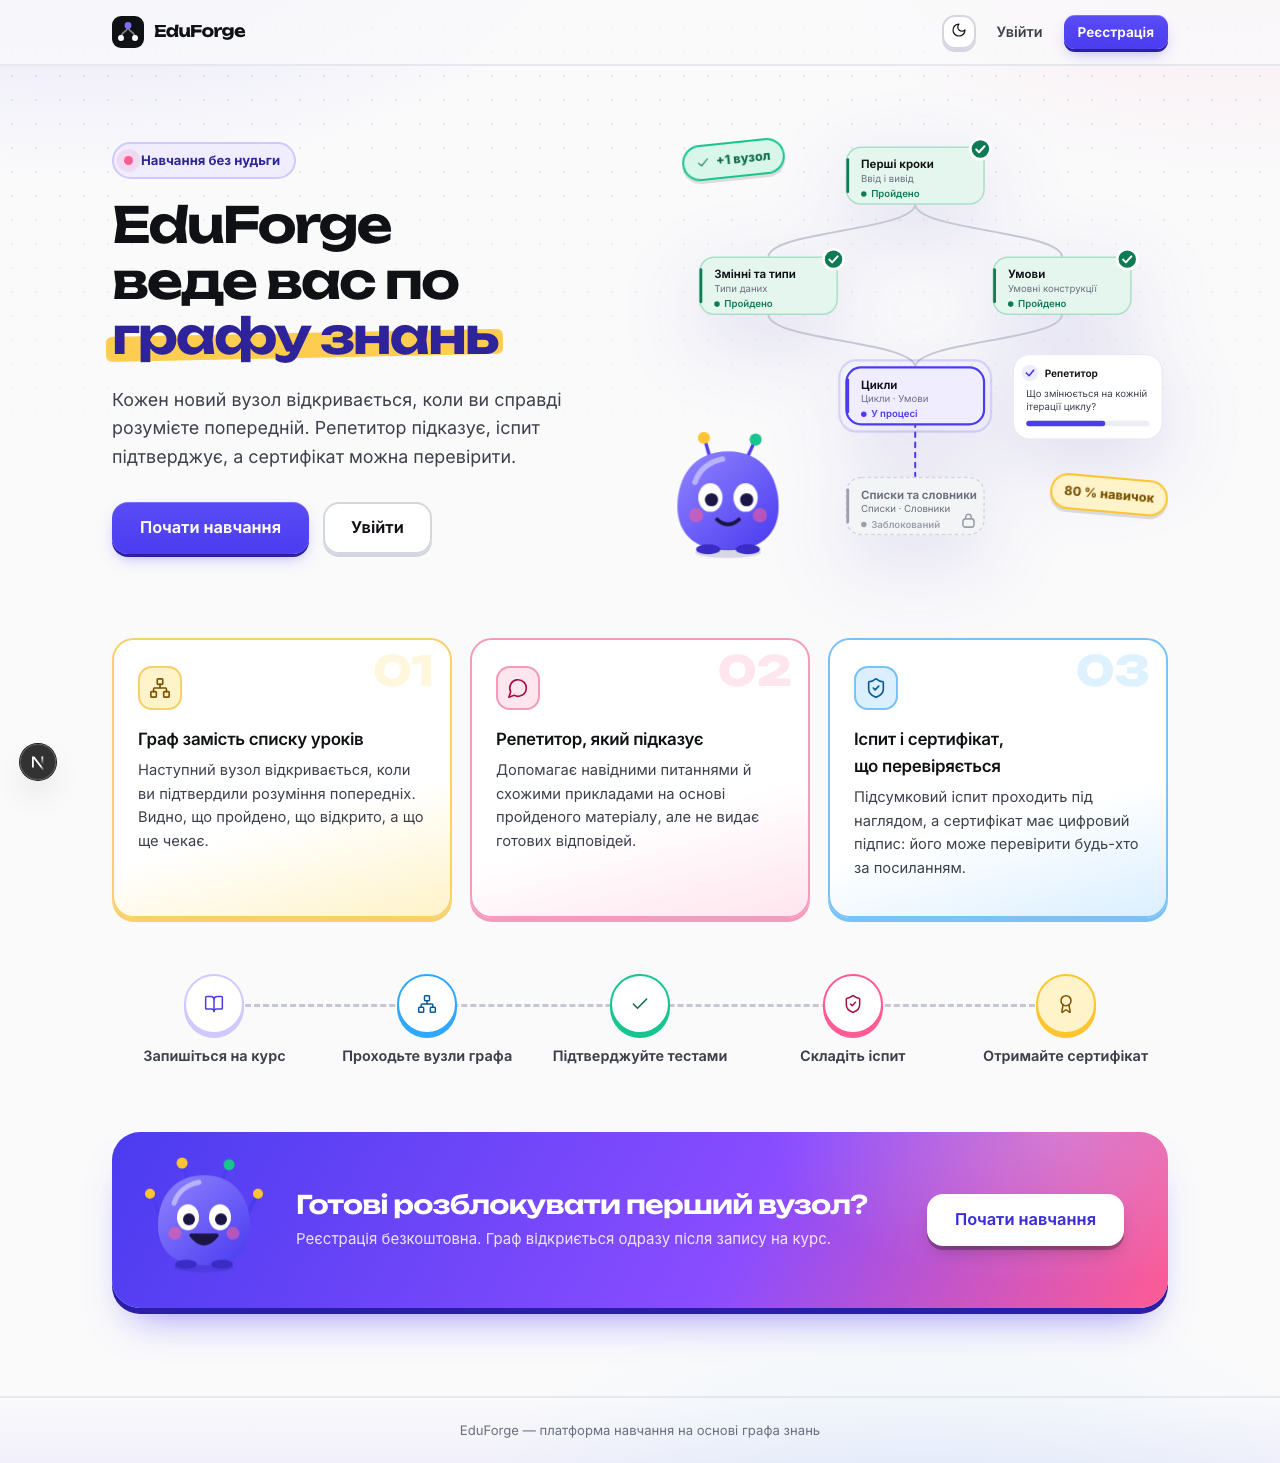 EduForge
Увійти
Реєстрація
Навчання без нудьги
EduForge
веде вас по
графу знань
Кожен новий вузол відкривається, коли ви справді
розумієте попередній. Репетитор підказує, іспит
підтверджує, а сертифікат можна перевірити.
Почати навчання
Увійти
+1 вузол
Перші кроки
Ввід і вивід
Пройдено
Змінні та типи
Типи даних
Пройдено
Умови
Умовні конструкції
Пройдено
Цикли
Цикли · Умови
У процесі
Репетитор
Що змінюється на кожній
ітерації циклу?
Списки та словники
Списки · Словники
Заблокований
80 % навичок
01
Граф замість списку уроків
Наступний вузол відкривається, коли
ви підтвердили розуміння попередніх.
Видно, що пройдено, що відкрито, а що
ще чекає.
02
Репетитор, який підказує
Допомагає навідними питаннями й
схожими прикладами на основі
пройденого матеріалу, але не видає
готових відповідей.
03
Іспит і сертифікат,
що перевіряється
Підсумковий іспит проходить під
наглядом, а сертифікат має цифровий
підпис: його може перевірити будь-хто
за посиланням.
N
Запишіться на курс
Проходьте вузли графа
Підтверджуйте тестами
Складіть іспит
Отримайте сертифікат
Готові розблокувати перший вузол?
Реєстрація безкоштовна. Граф відкриється одразу після запису на курс.
Почати навчання
EduForge — платформа навчання на основі графа знань